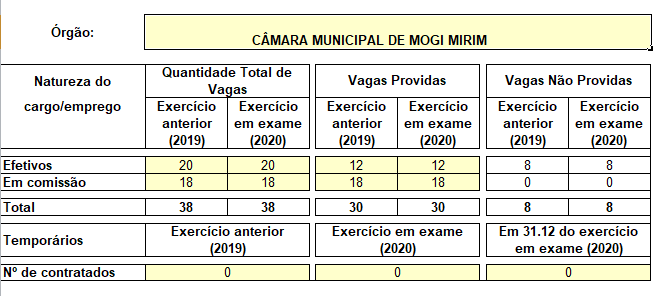 Órgão:
CÂMARA MUNICIPAL DE MOGI MIRIM
Natureza do cargo/emprego
Quantidade Total de Vagas
Vagas Providas
Vagas Não Providas
Exercício anterior (2019)
Exercício em exame (2020)
Exercício anterior (2019)
Exercício em exame (2020)
Exercício anterior (2019)
Exercício em exame (2020)
Efetivos 20 20 12 12 8 8
Em comissão 18 18 18 18 0 0
Total 38 38 30 30 8 8
Temporários
Exercício anterior (2019)
Exercício em exame (2020)
Em 31.12 do exercício em exame (2020)
Nº de contratados 0 0 0